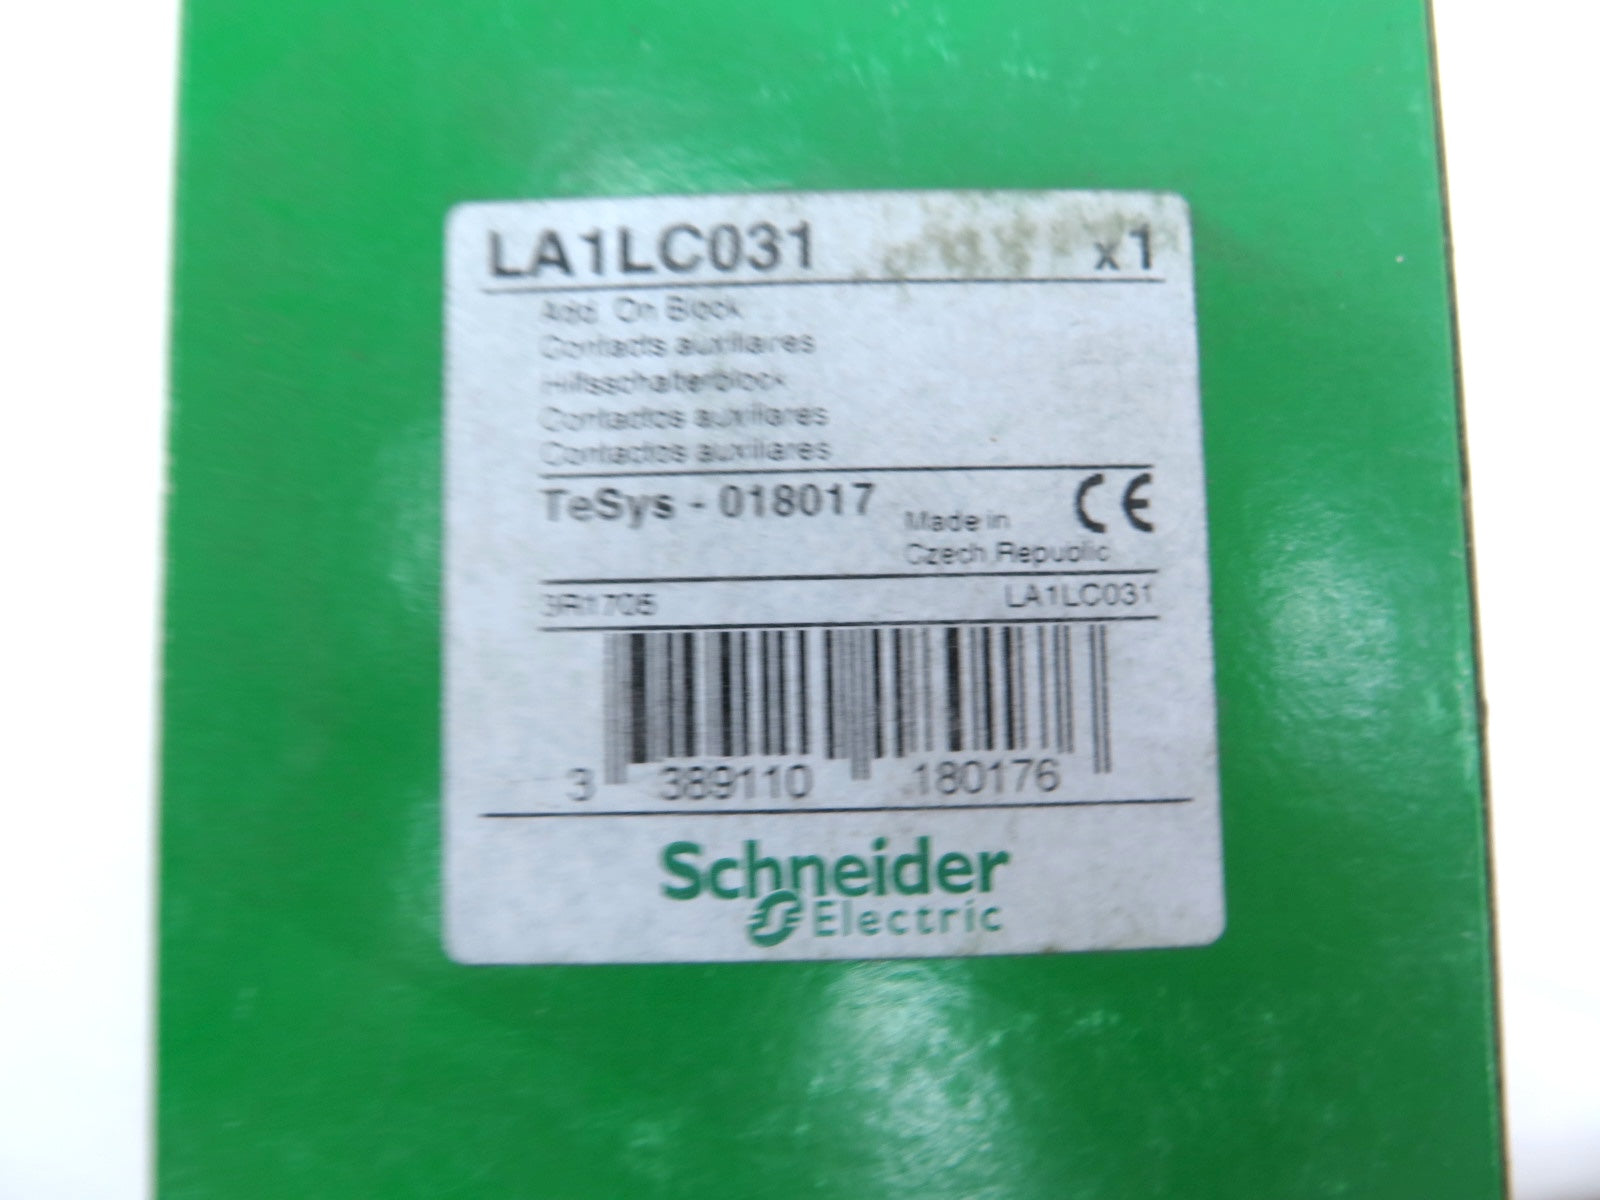 LA1LC031 x1
Add. On Block
Contacts auxiliares
Hilfsschalterblock
Contactos auxiliares
Contactos auxiliares
TeSys - 018017
Made in
Czech Republic
CE
3R1705 LA1LC031
3 389110 180176
Schneider
Electric